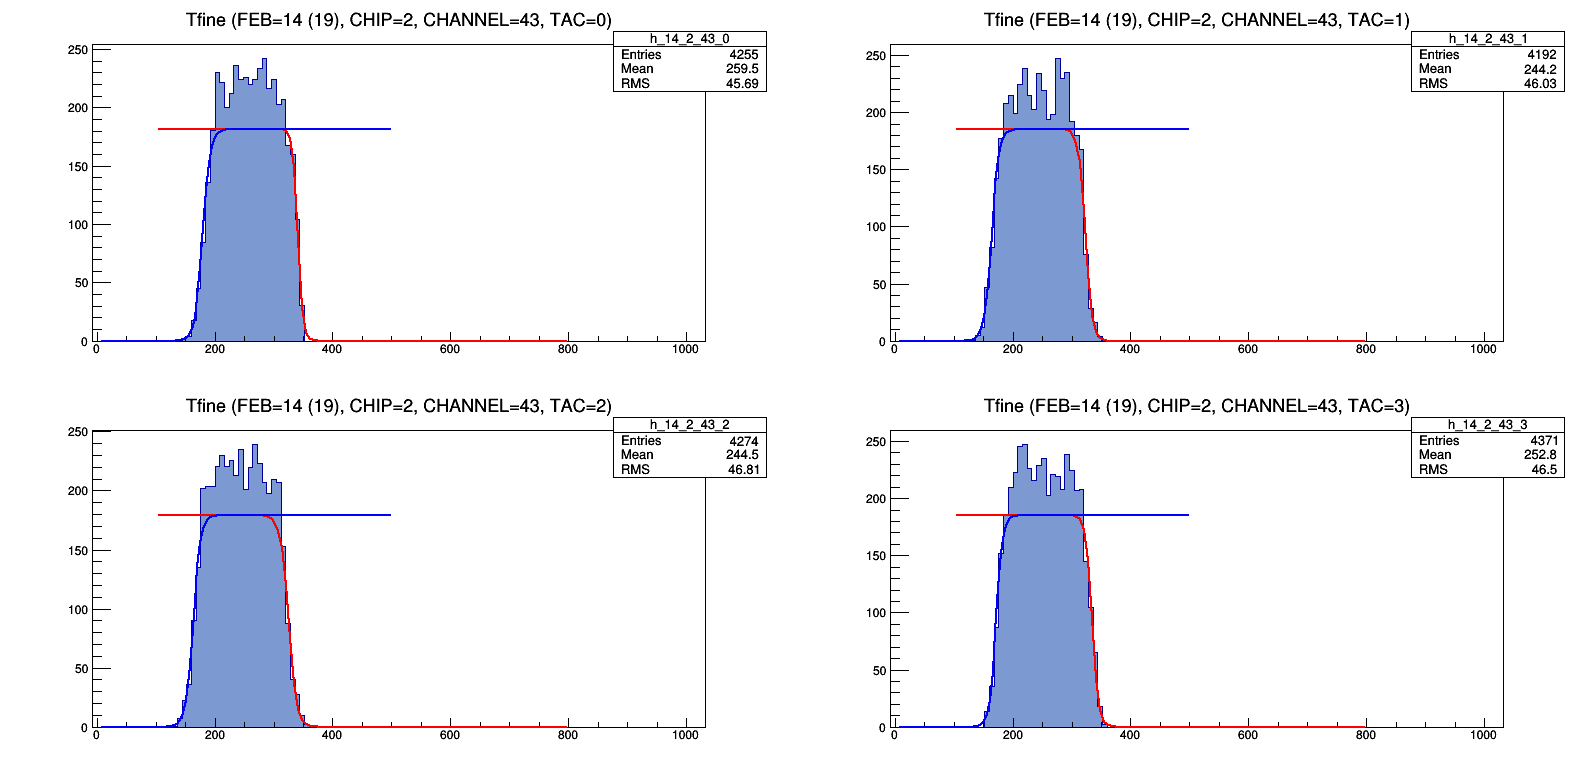 Tfine (FEB=14 (19), CHIP=2, CHANNEL=43, TAC=0)
h_14_2_43_0
Entries 4255
Mean 259.5
RMS 45.69
250
200
150
100
50
0
0 200 400 600 800 1000
Tfine (FEB=14 (19), CHIP=2, CHANNEL=43, TAC=1)
h_14_2_43_1
Entries 4192
Mean 244.2
RMS 46.03
250
200
150
100
50
0
0 200 400 600 800 1000
Tfine (FEB=14 (19), CHIP=2, CHANNEL=43, TAC=2)
h_14_2_43_2
Entries 4274
Mean 244.5
RMS 46.81
250
200
150
100
50
0
0 200 400 600 800 1000
Tfine (FEB=14 (19), CHIP=2, CHANNEL=43, TAC=3)
h_14_2_43_3
Entries 4371
Mean 252.8
RMS 46.5
250
200
150
100
50
0
0 200 400 600 800 1000